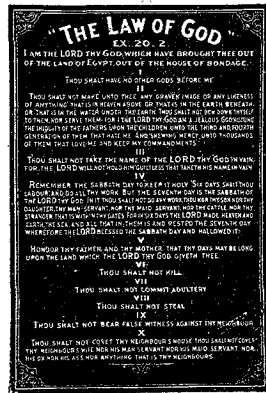 "THE LAW OF GOD"
EX. 20. 2.
I AM THE LORD THY GOD, WHICH HAVE BROUGHT THEE OUT
OF THE LAND OF EGYPT, OUT OF THE HOUSE OF BONDAGE.
I
THOU SHALT HAVE NO OTHER GODS BEFORE ME
II
THOU SHALT NOT MAKE UNTO THEE ANY GRAVEN IMAGE OR ANY LIKENESS
OF ANYTHING THAT IS IN HEAVEN ABOVE OR THAT IS IN THE EARTH BENEATH,
OR THAT IS IN THE WATER UNDER THE EARTH. THOU SHALT NOT BOW DOWN THYSELF
TO THEM, NOR SERVE THEM: FOR I THE LORD THY GOD AM A JEALOUS GOD, VISITING
THE INIQUITY OF THE FATHERS UPON THE CHILDREN UNTO THE THIRD AND FOURTH
GENERATION OF THEM THAT HATE ME AND SHEWING MERCY UNTO THOUSANDS
OF THEM THAT LOVE ME AND KEEP MY COMMANDMENTS
III
THOU SHALT NOT TAKE THE NAME OF THE LORD THY GOD IN VAIN,
FOR THE LORD WILL NOT HOLD HIM GUILTLESS THAT TAKETH HIS NAME IN VAIN
IV
REMEMBER THE SABBATH DAY TO KEEP IT HOLY. SIX DAYS SHALT THOU
LABOUR AND DO ALL THY WORK BUT THE SEVENTH DAY IS THE SABBATH OF
THE LORD THY GOD IN IT THOU SHALT NOT DO ANY WORK, THOU NOR THY SON NOR THY
DAUGHTER, THY MAN-SERVANT, NOR THY MAID SERVANT, NOR THY CATTLE NOR THY
STRANGER THAT IS WITHIN THY GATES FOR IN SIX DAYS THE LORD MADE HEAVEN AND
EARTH, THE SEA, AND ALL THAT IN THEM IS AND RESTED THE SEVENTH DAY
WHEREFORE THE LORD BLESSED THE SABBATH DAY AND HALLOWED IT:
V
HONOUR THY FATHER AND THY MOTHER THAT THY DAYS MAY BE LONG
UPON THE LAND WHICH THE LORD THY GOD GIVETH THEE.
VI
THOU SHALT NOT KILL
VII
THOU SHALT NOT COMMIT ADULTERY
VIII
THOU SHALT NOT STEAL
IX
THOU SHALT NOT BEAR FALSE WITNESS AGAINST THY NEIGHBOUR
X
THOU SHALT NOT COVET THY NEIGHBOUR'S HOUSE THOU SHALT NOT COVET
THY NEIGHBOUR'S WIFE NOR HIS MAN SERVANT NOR HIS MAID SERVANT, NOR
HIS OX NOR HIS ASS, NOR ANYTHING THAT IS THY NEIGHBOURS.